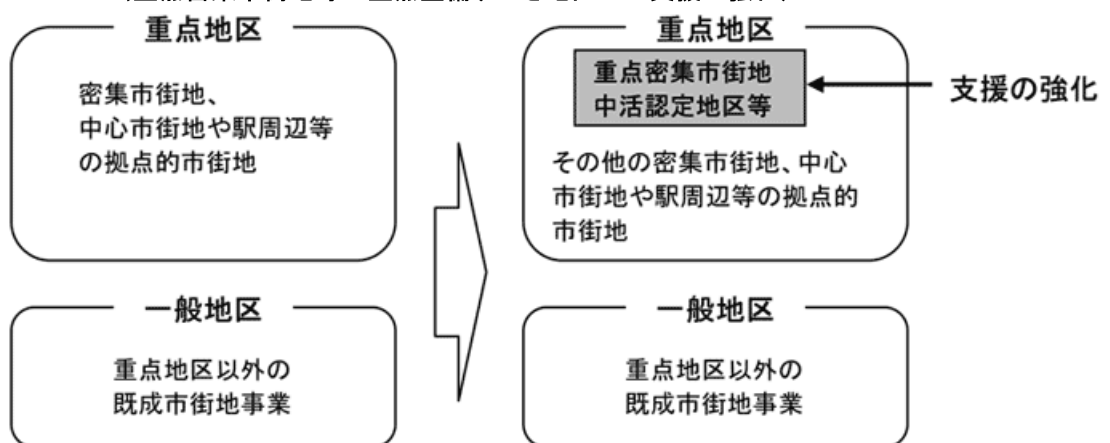 重点地区
密集市街地、
中心市街地や駅周辺等
の拠点的市街地
一般地区
重点地区以外の
既成市街地事業
重点地区
重点密集市街地
中活認定地区等
支援の強化
その他の密集市街地、中心
市街地や駅周辺等の拠点的
市街地
一般地区
重点地区以外の
既成市街地事業